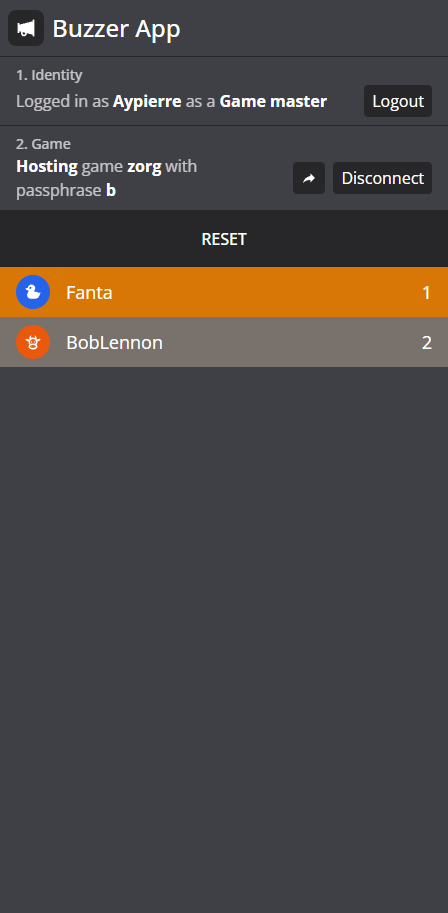 Buzzer App
1. Identity
Logged in as Aypierre as a Game master Logout
2. Game
Hosting game zorg with
passphrase b
Disconnect
RESET
Fanta 1
BobLennon 2